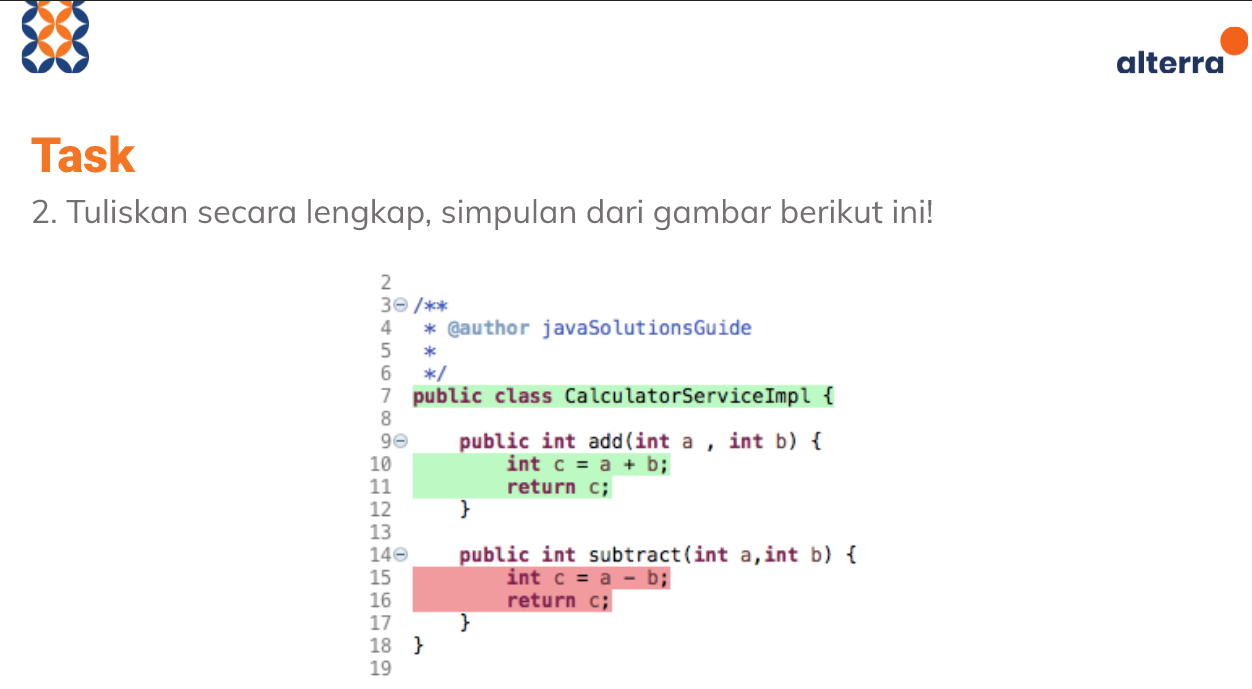 alterra
Task
2. Tuliskan secara lengkap, simpulan dari gambar berikut ini!
2
3 /**
4  * @author javaSolutionsGuide
5  *
6  */
7 public class CalculatorServiceImpl {
8
9     public int add(int a , int b) {
10         int c = a + b;
11         return c;
12     }
13
14     public int subtract(int a,int b) {
15         int c = a - b;
16         return c;
17     }
18 }
19